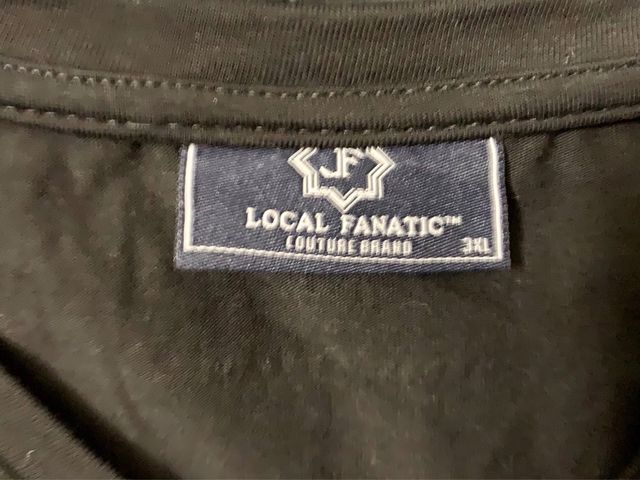 JF
LOCAL FANATIC™
COUTURE BRAND
3XL